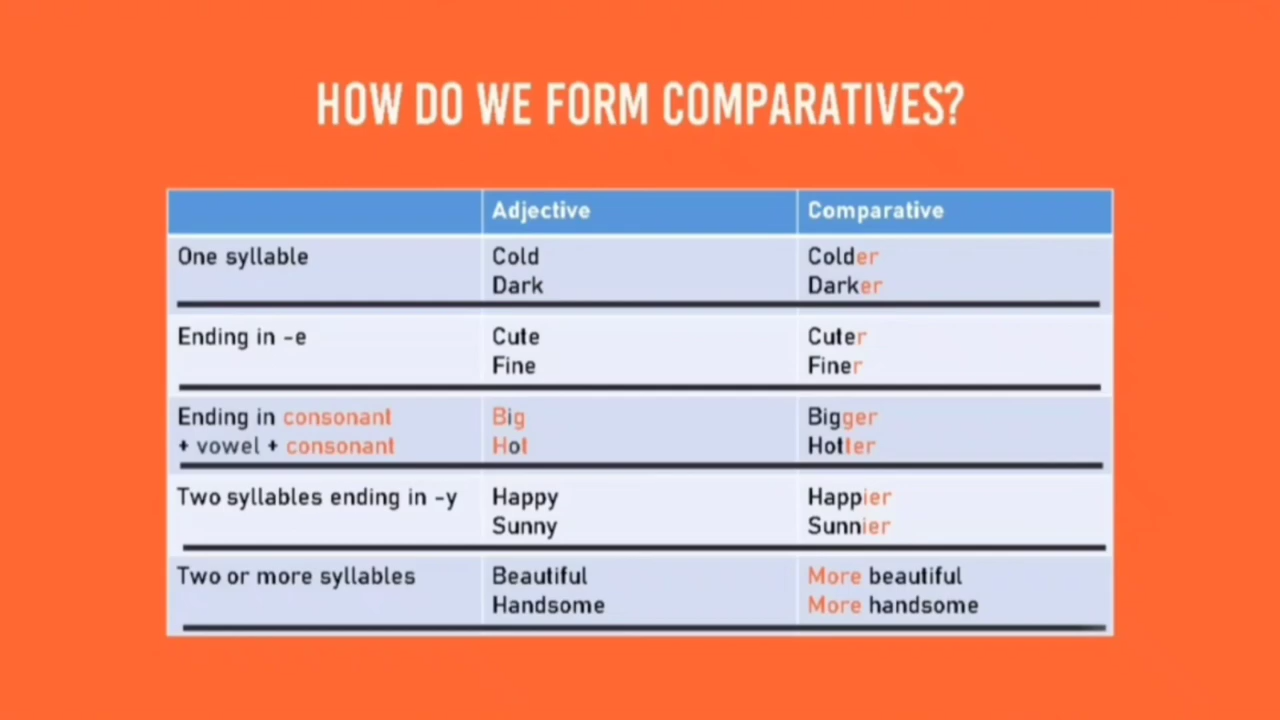 HOW DO WE FORM COMPARATIVES?
Adjective Comparative
One syllable Cold Colder
Dark Darker
Ending in -e Cute Cuter
Fine Finer
Ending in consonant Big Bigger
+ vowel + consonant Hot Hotter
Two syllables ending in -y Happy Happier
Sunny Sunnier
Two or more syllables Beautiful More beautiful
Handsome More handsome